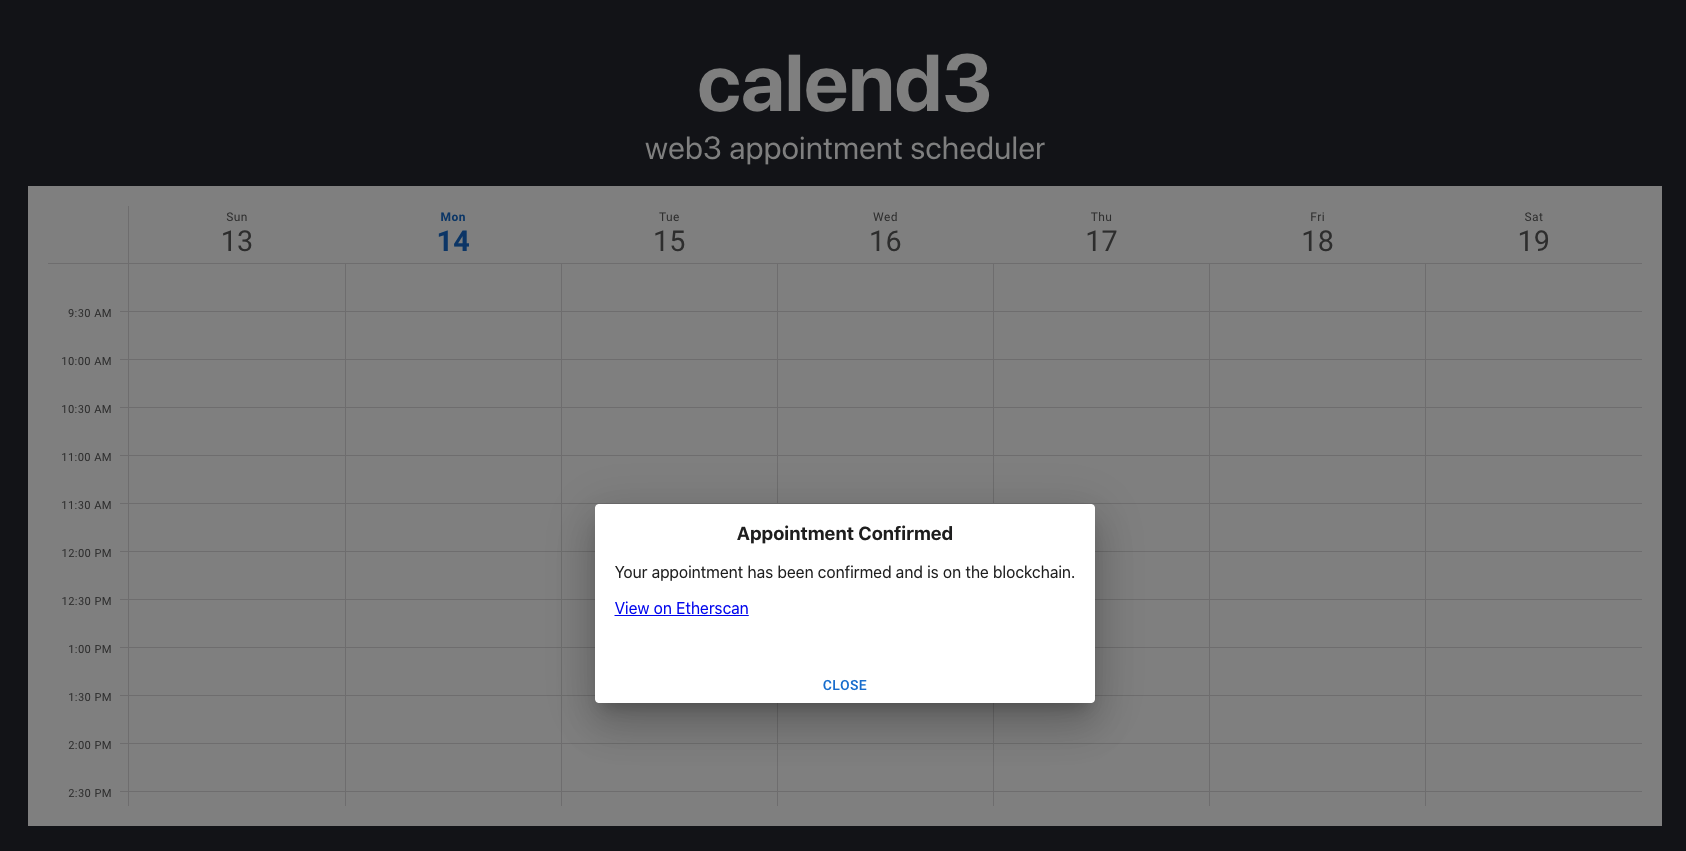 calend3
web3 appointment scheduler
Sun Mon Tue Wed Thu Fri Sat
13 14 15 16 17 18 19
9:30 AM
10:00 AM
10:30 AM
11:00 AM
11:30 AM
12:00 PM
12:30 PM
1:00 PM
1:30 PM
2:00 PM
2:30 PM
Appointment Confirmed
Your appointment has been confirmed and is on the blockchain.
View on Etherscan
CLOSE